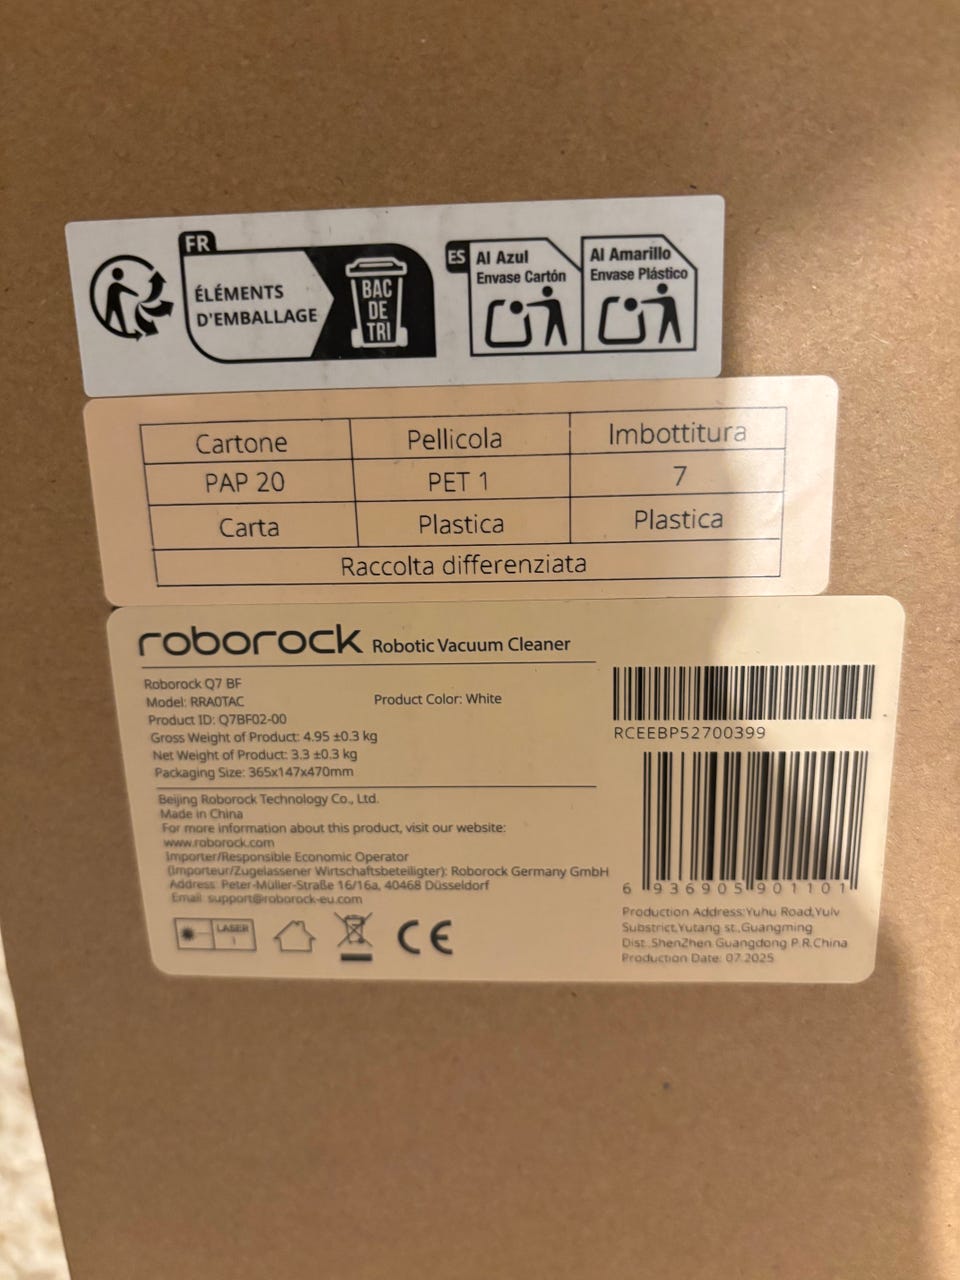 FR
ÉLÉMENTS
D'EMBALLAGE
BAC
DE
TRI
ES
Al Azul
Envase Cartón
Al Amarillo
Envase Plástico
Cartone Pellicola Imbottitura
PAP 20 PET 1 7
Carta Plastica Plastica
Raccolta differenziata
roborock Robotic Vacuum Cleaner
Roborock Q7 BF
Model: RRA0TAC Product Color: White
Product ID: Q7BF02-00
Gross Weight of Product: 4.95 ±0.3 kg
Net Weight of Product: 3.3 ±0.3 kg
Packaging Size: 365x147x470mm
Beijing Roborock Technology Co., Ltd.
Made in China
For more information about this product, visit our website:
www.roborock.com
Importer/Responsible Economic Operator
(Importeur/Zugelassener Wirtschaftsbeteiligter): Roborock Germany GmbH
Address: Peter-Müller-Straße 16/16a, 40468 Düsseldorf
Email: support@roborock-eu.com
LASER
1
CE
RCEEBP52700399
6 936905 901101
Production Address:Yuhu Road,Yulv
Substrict,Yutang st.,Guangming
Dist.,ShenZhen Guangdong P.R.China
Production Date: 07.2025